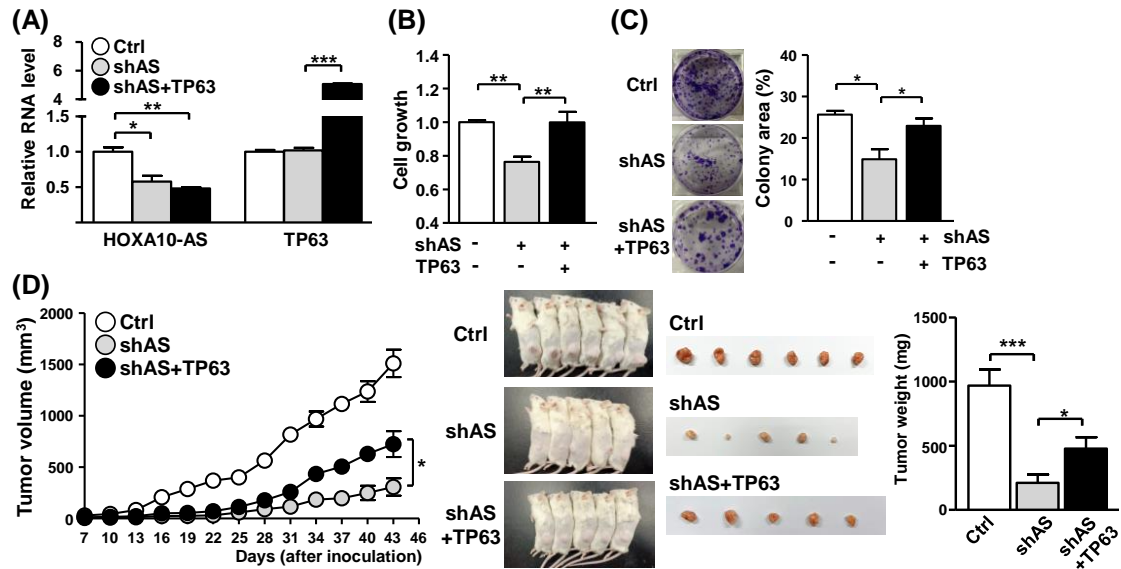 (A)
Relative RNA level
8
6
4
1.5
1.0
0.5
Ctrl
shAS
shAS+TP63
*
**
***
HOXA10-AS TP63
(B)
Cell growth
1.4
1.2
1.0
0.8
0.6
0.4
** **
shAS - + +
TP63 - - +
(C)
Ctrl
shAS
shAS
+TP63
Colony area (%)
40
30
20
10
0
* *
- + + shAS
- - + TP63
(D)
Tumor volume (mm3)
2000
1500
1000
500
0
Ctrl
shAS
shAS+TP63
*
7 10 13 16 19 22 25 28 31 34 37 40 43 46
Days (after inoculation)
Ctrl
shAS
shAS
+TP63
Ctrl
shAS
shAS+TP63
Tumor weight (mg)
1500
1000
500
0
***
*
Ctrl
shAS
shAS
+TP63